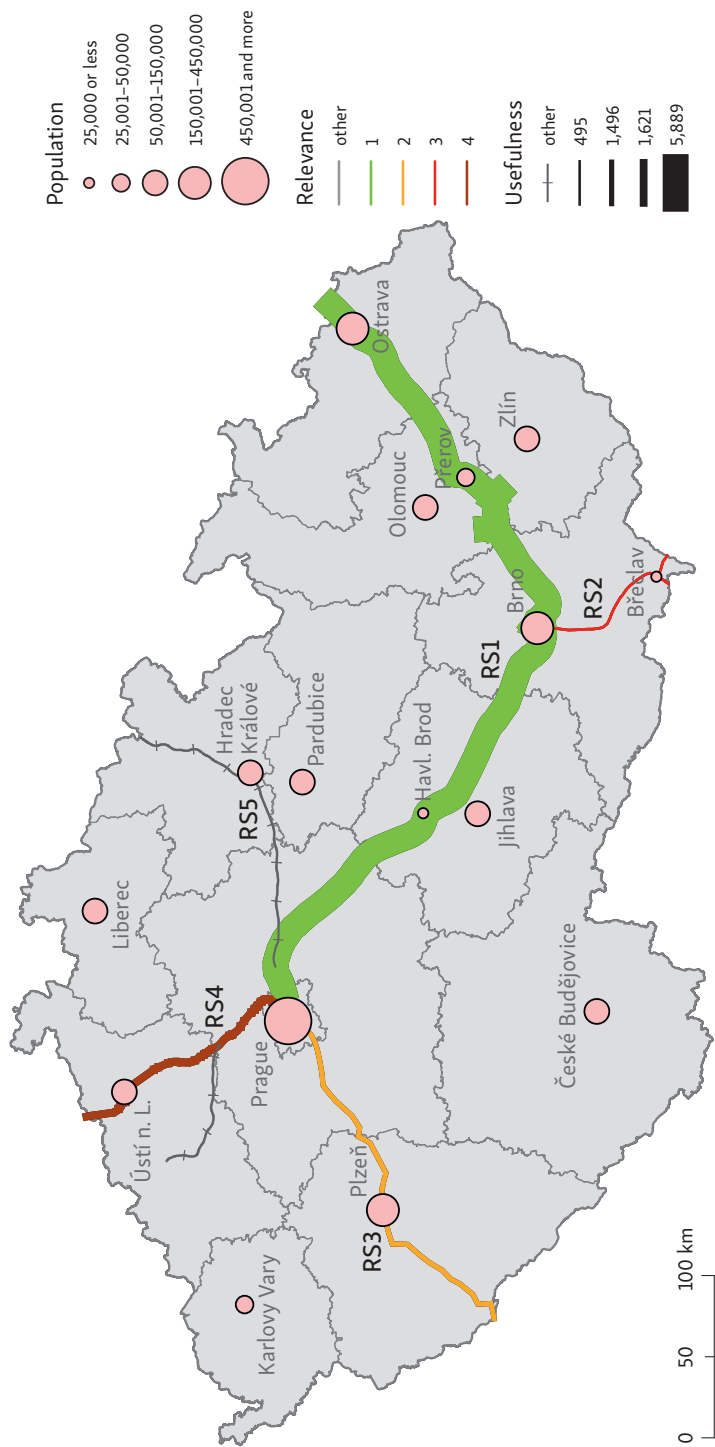 Population
25,000 or less
25,001–50,000
50,001–150,000
150,001–450,000
450,001 and more
Relevance
other
1
2
3
4
Usefulness
other
495
1,496
1,621
5,889
Liberec
Ústí n. L.
RS4
Hradec
Králové
RS5
Pardubice
Prague
Karlovy Vary
Havl. Brod
Jihlava
Plzeň
RS3
RS1
Brno
Olomouc
Přerov
Ostrava
Zlín
RS2
Břeclav
České Budějovice
0
50
100 km